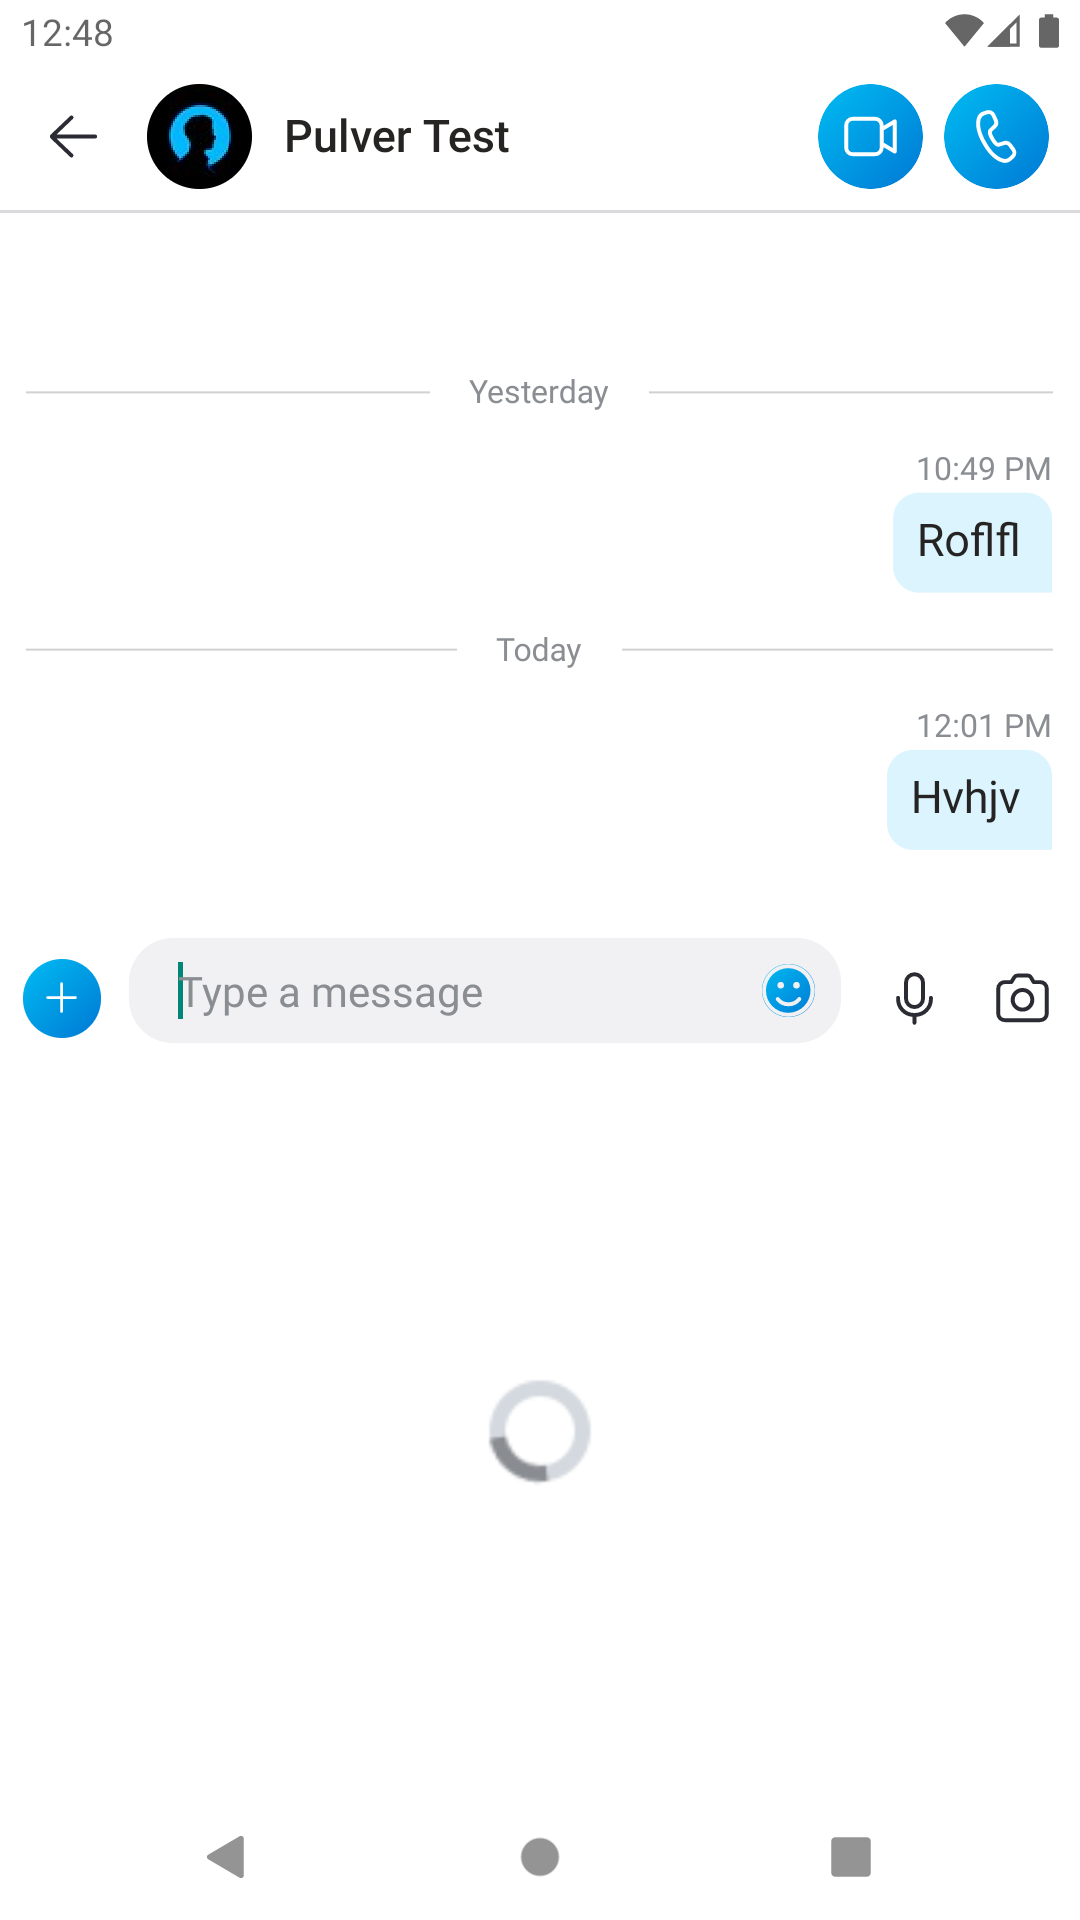 12:48
Pulver Test
Yesterday
10:49 PM
Roflfl
Today
12:01 PM
Hvhjv
Type a message